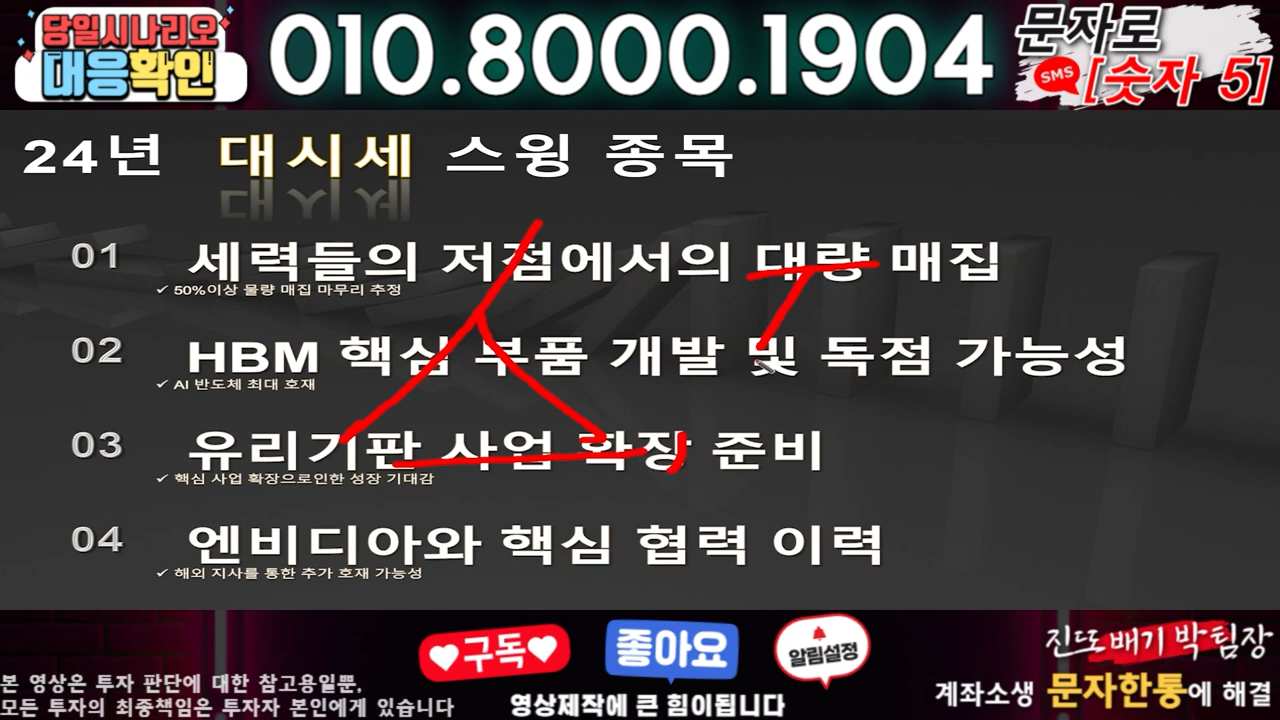 당일시나리오
대응확인
010.8000.1904
문자로
SMS [숫자 5]
24년 대시세 스윙 종목
01 세력들의 저점에서의 대량 매집
✓ 50%이상 물량 매집 마무리 추정
02 HBM 핵심 부품 개발 및 독점 가능성
✓ AI 반도체 최대 호재
03 유리기판 사업 확장 준비
✓ 핵심 사업 확장으로인한 성장 기대감
04 엔비디아와 핵심 협력 이력
✓ 해외 지사를 통한 추가 호재 가능성
구독 좋아요 알림설정
영상제작에 큰 힘이됩니다
본 영상은 투자 판단에 대한 참고용일뿐,
모든 투자의 최종책임은 투자자 본인에게 있습니다
진또배기 박팀장
계좌소생 문자한통에 해결